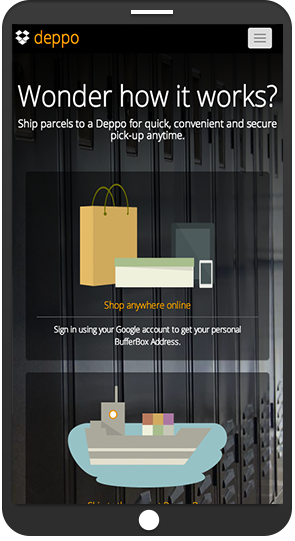 deppo
Wonder how it works?
Ship parcels to a Deppo for quick, convenient and secure
pick-up anytime.
Shop anywhere online
Sign in using your Google account to get your personal
BufferBox Address.